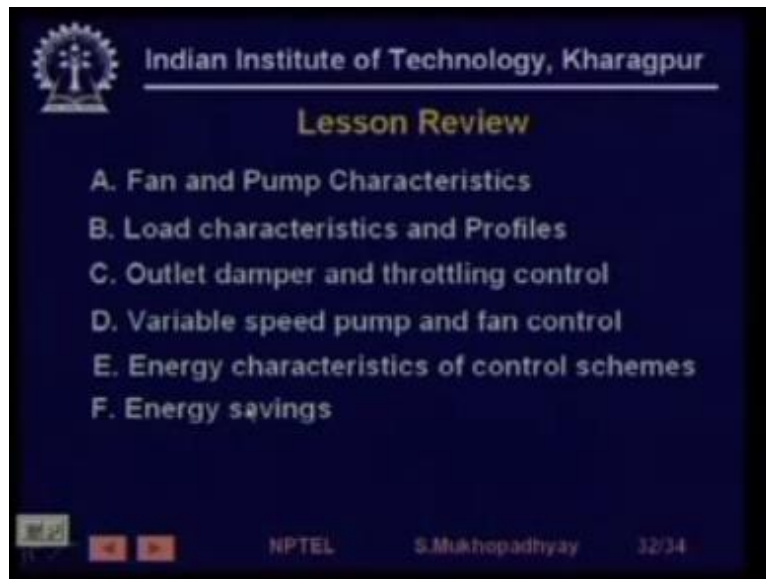 Indian Institute of Technology, Kharagpur
Lesson Review
A. Fan and Pump Characteristics
B. Load characteristics and Profiles
C. Outlet damper and throttling control
D. Variable speed pump and fan control
E. Energy characteristics of control schemes
F. Energy savings
NPTEL S.Mukhopadhyay 32/34